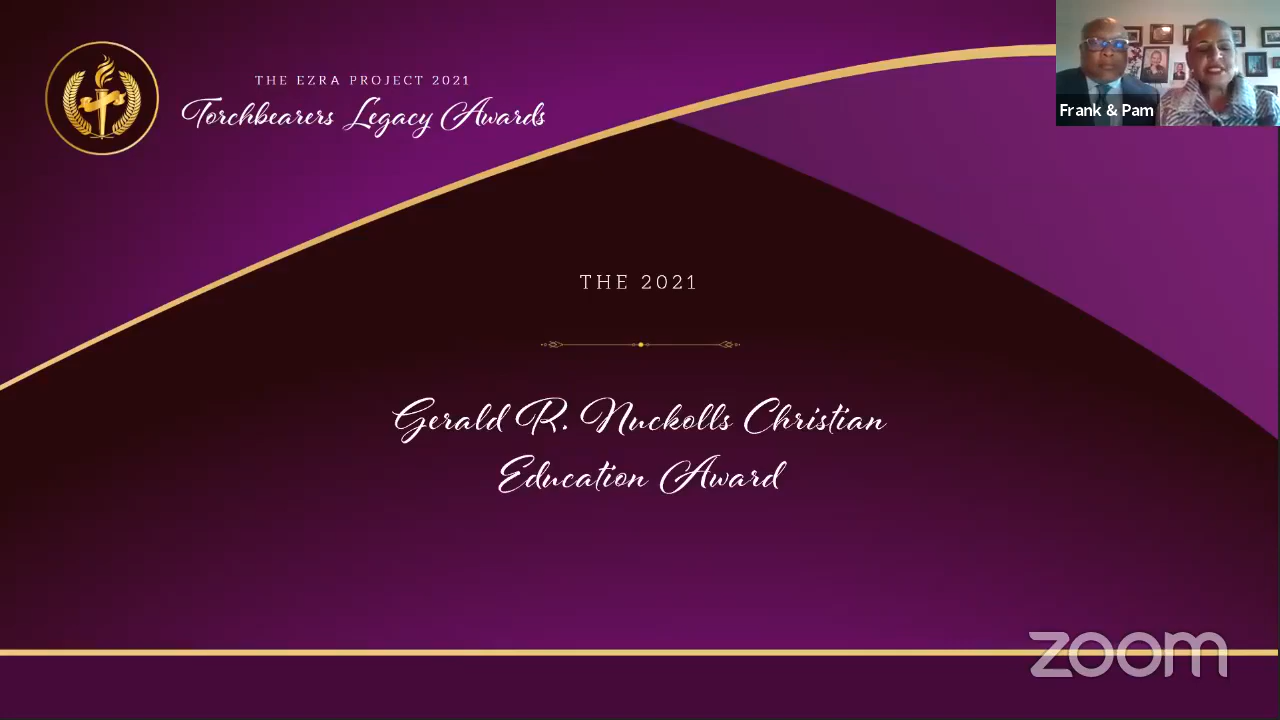 THE EZRA PROJECT 2021
Torchbearers Legacy Awards
Frank & Pam
THE 2021
Gerald R. Nuckolls Christian
Education Award
zoom